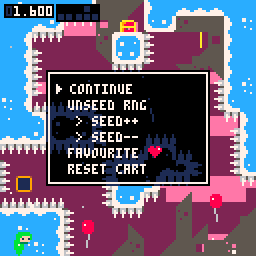 01.600
CONTINUE
UNSEED RNG
> SEED++
> SEED--
FAVOURITE
RESET CART